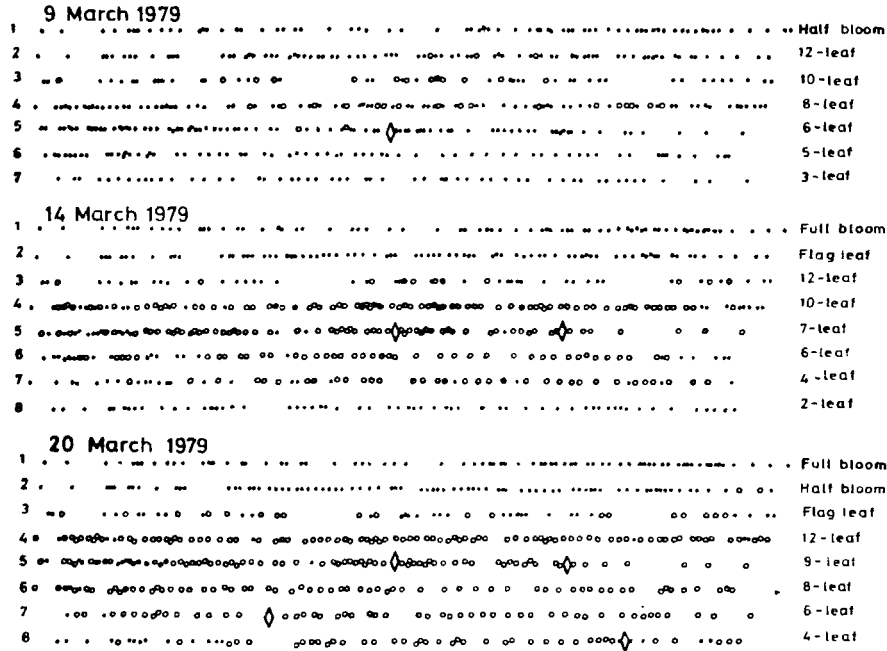 9 March 1979
1 Half bloom
2 12-leaf
3 10-leaf
4 8-leaf
5 6-leaf
6 5-leaf
7 3-leaf
14 March 1979
1 Full bloom
2 Flag leaf
3 12-leaf
4 10-leaf
5 7-leaf
6 6-leaf
7 4-leaf
8 2-leaf
20 March 1979
1 Full bloom
2 Half bloom
3 Flag leaf
4 12-leaf
5 9-leaf
6 8-leaf
7 6-leaf
8 4-leaf